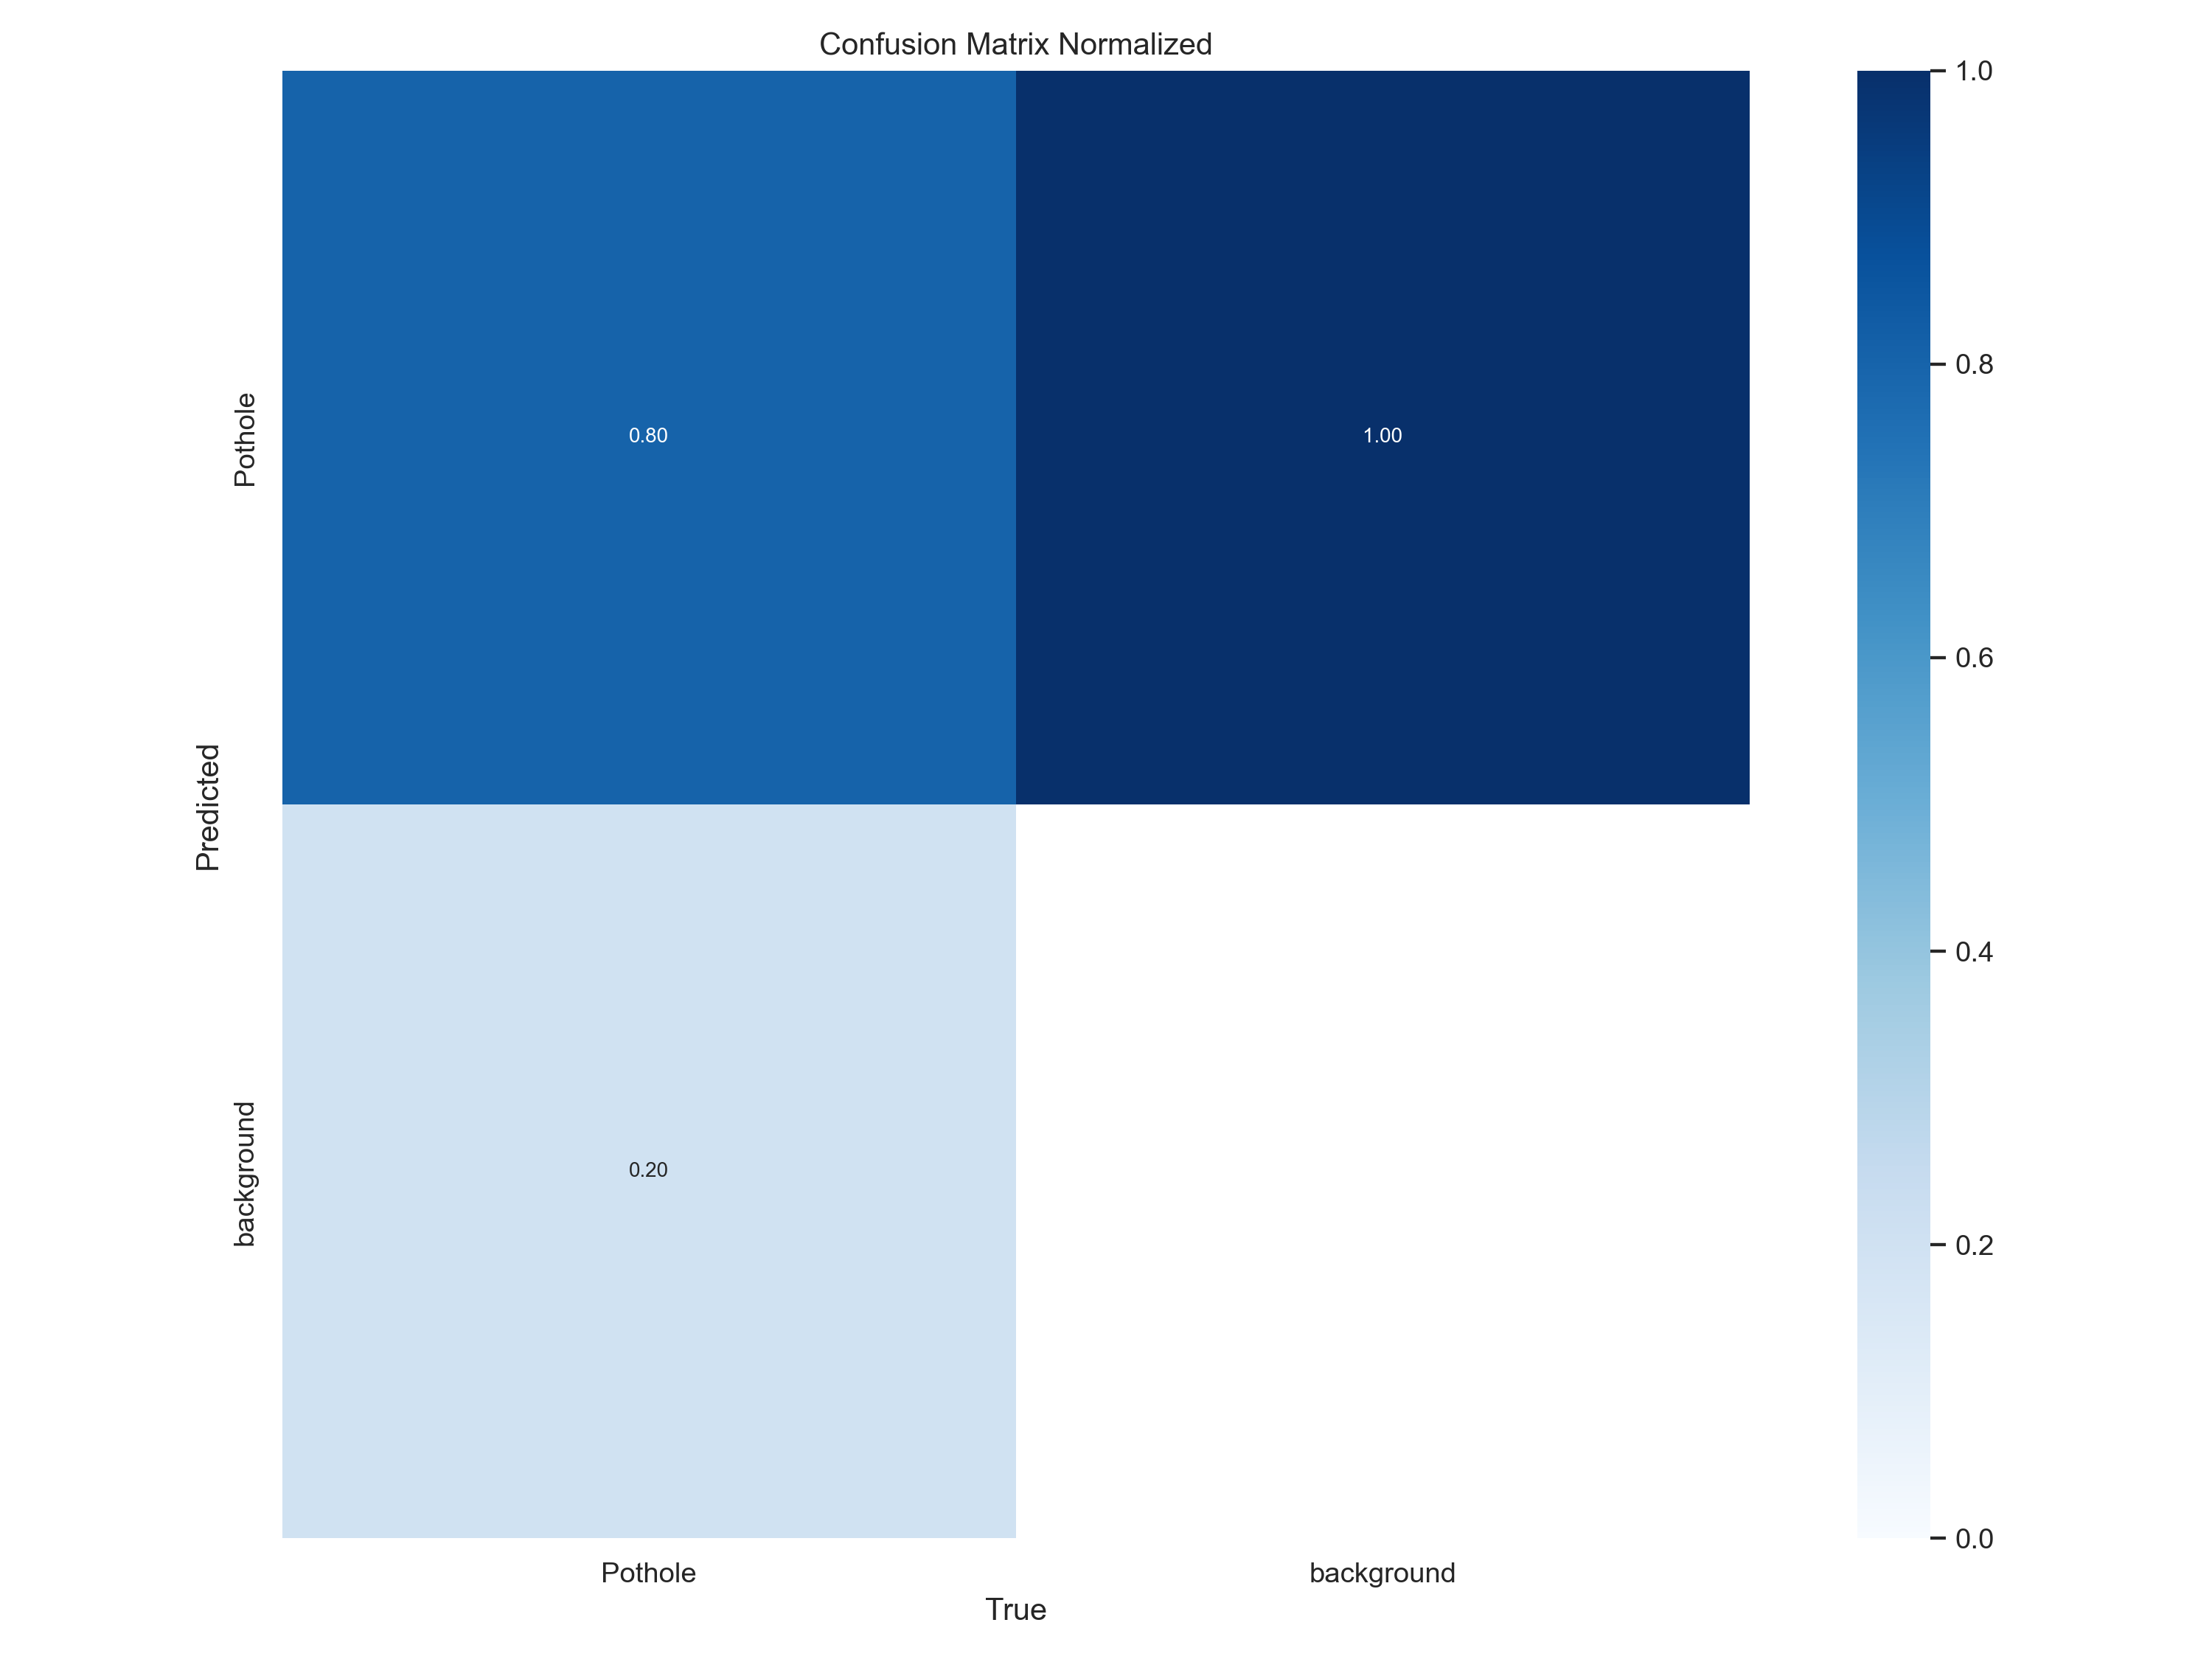 Confusion Matrix Normalized
1.0
0.8
0.6
0.4
0.2
0.0
Predicted
Pothole
background
0.80
1.00
0.20
Pothole
background
True